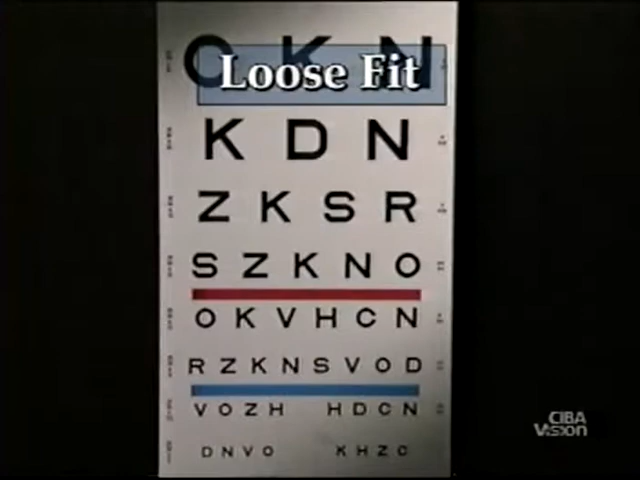 O K N
Loose Fit
K D N
Z K S R
S Z K N O
O K V H C N
R Z K N S V O D
V O Z H H D C N
D N V O K H Z C
CIBA
Vision